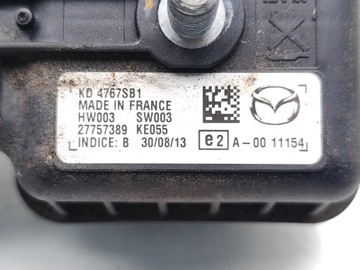 KD 4767SB1
MADE IN FRANCE
HW003 SW003
27757389 KE055
INDICE: B 30/08/13
e2 A-00 11154